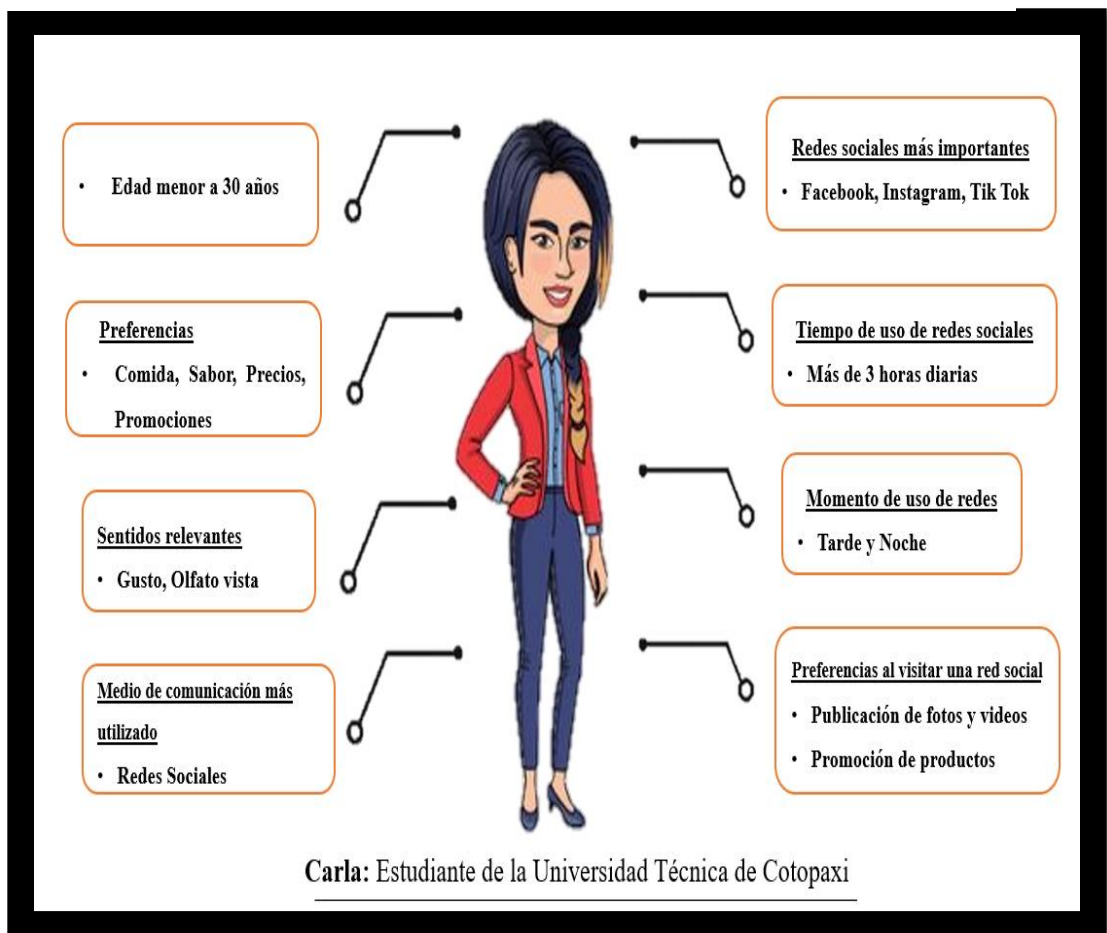 • Edad menor a 30 años
Preferencias
• Comida, Sabor, Precios,
Promociones
Sentidos relevantes
• Gusto, Olfato vista
Medio de comunicación más
utilizado
• Redes Sociales
Redes sociales más importantes
• Facebook, Instagram, Tik Tok
Tiempo de uso de redes sociales
• Más de 3 horas diarias
Momento de uso de redes
• Tarde y Noche
Preferencias al visitar una red social
• Publicación de fotos y videos
• Promoción de productos
Carla: Estudiante de la Universidad Técnica de Cotopaxi